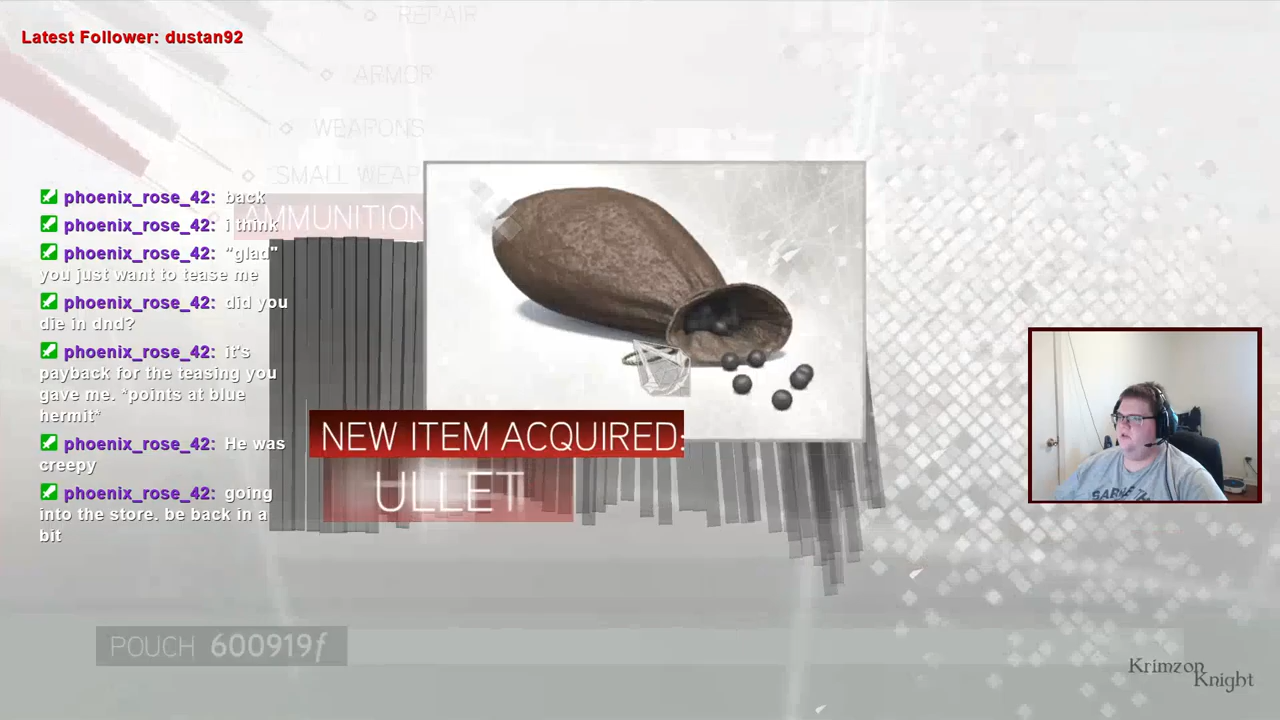 Latest Follower: dustan92
REPAIR
ARMOR
WEAPONS
SMALL WEAP
AMMUNITION
phoenix_rose_42: back
phoenix_rose_42: i think
phoenix_rose_42: "glad"
you just want to tease me
phoenix_rose_42: did you
die in dnd?
phoenix_rose_42: it's
payback for the teasing you
gave me. *points at blue
hermit*
phoenix_rose_42: He was
creepy
phoenix_rose_42: going
into the store. be back in a
bit
NEW ITEM ACQUIRED:
ULLET
POUCH 600919ƒ
Krimzon
Knight